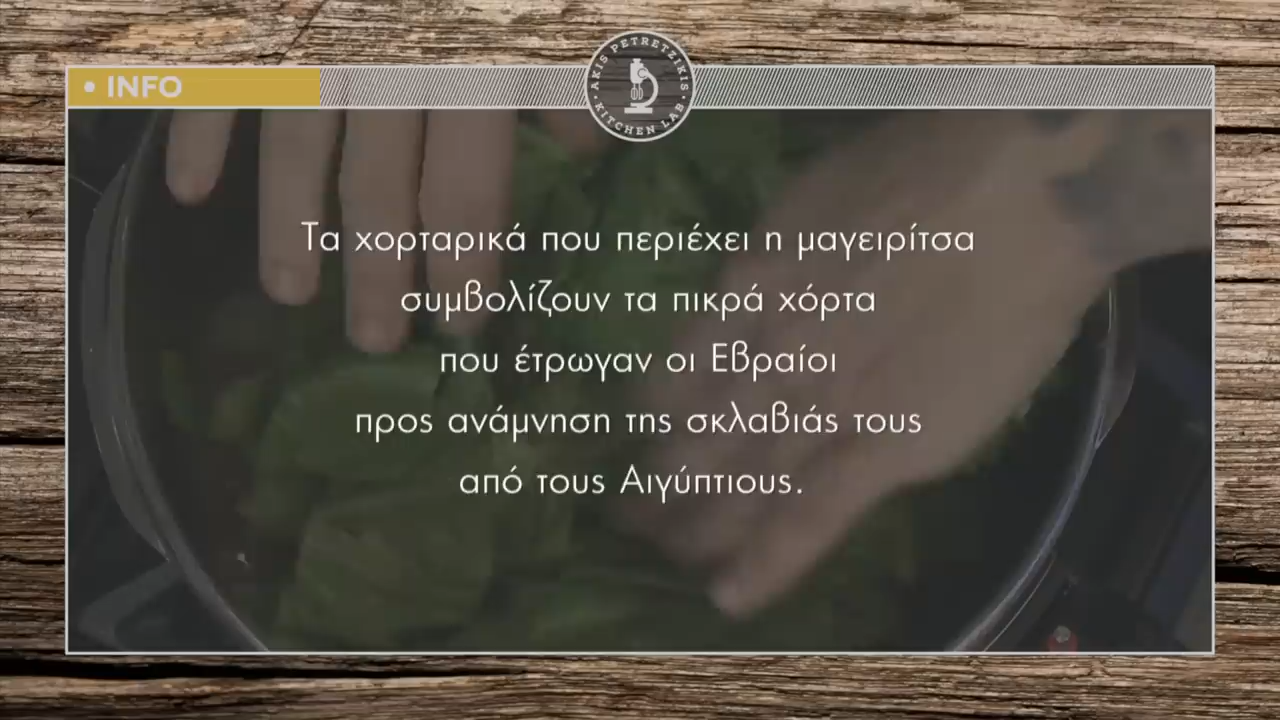 • INFO
AKIS PETRETZIKIS
• KITCHEN LAB •
Τα χορταρικά που περιέχει η μαγειρίτσα
συμβολίζουν τα πικρά χόρτα
που έτρωγαν οι Εβραίοι
προς ανάμνηση της σκλαβιάς τους
από τους Αιγύπτιους.